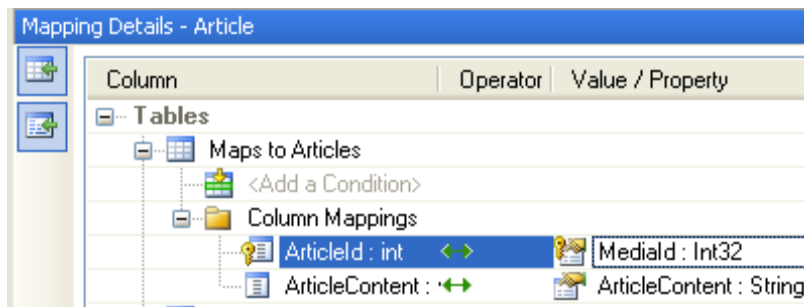 Mapping Details - Article
Column Operator Value / Property
Tables
Maps to Articles
<Add a Condition>
Column Mappings
ArticleId : int MediaId : Int32
ArticleContent : ArticleContent : String